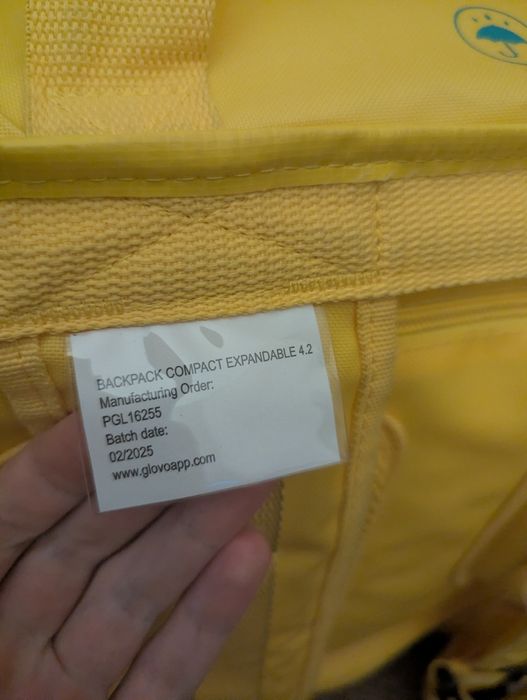 BACKPACK COMPACT EXPANDABLE 4.2
Manufacturing Order:
PGL16255
Batch date:
02/2025
www.glovoapp.com